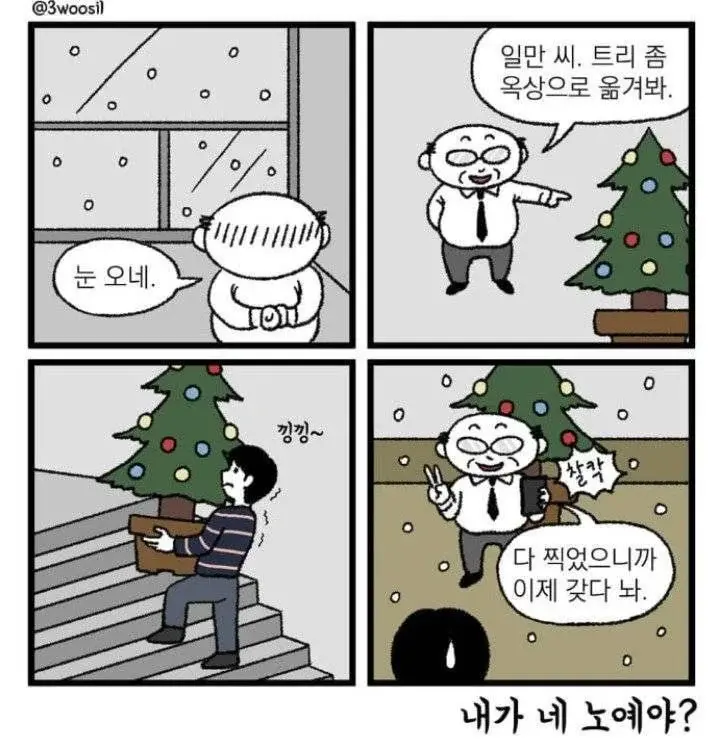 @3woosil
눈 오네.
일만 씨. 트리 좀
옥상으로 옮겨봐.
낑낑~
찰칵
다 찍었으니까
이제 갖다 놔.
내가 네 노예야?